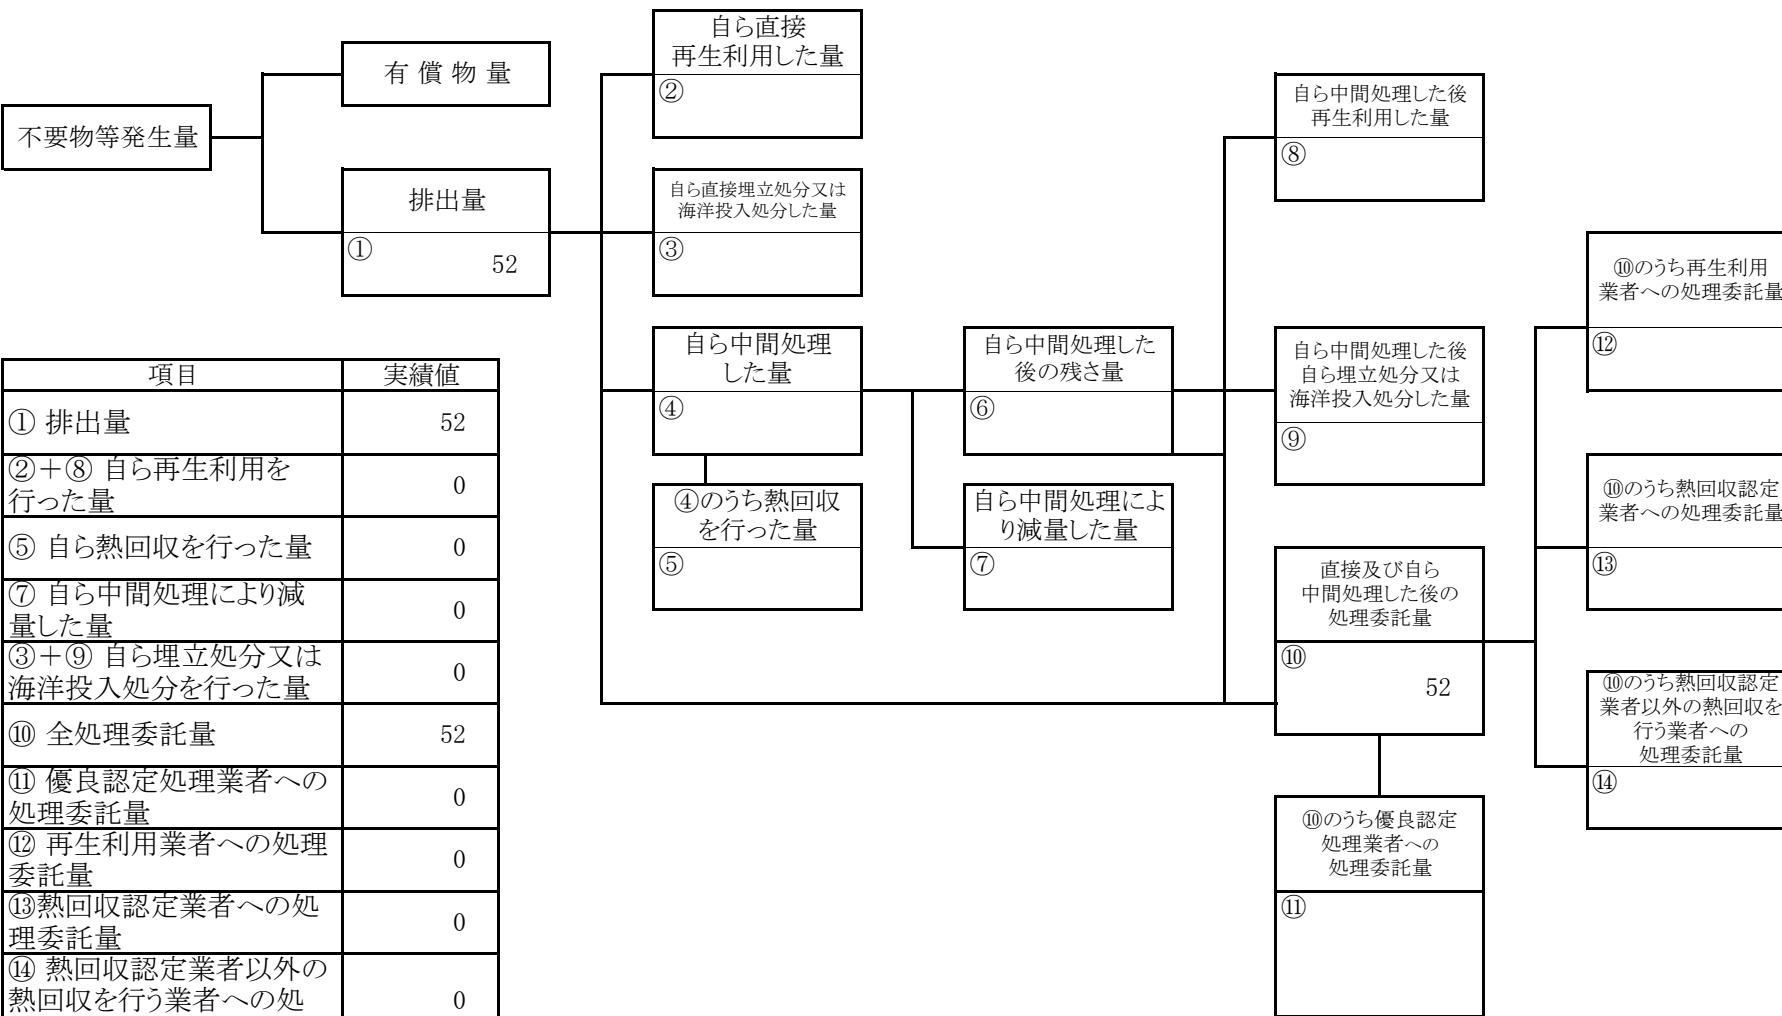 不要物等発生量
有 償 物 量
排出量
①
52
自ら直接
再生利用した量
②
自ら直接埋立処分又は
海洋投入処分した量
③
自ら中間処理
した量
④
④のうち熱回収
を行った量
⑤
自ら中間処理した
後の残さ量
⑥
自ら中間処理によ
り減量した量
⑦
自ら中間処理した後
再生利用した量
⑧
自ら中間処理した後
自ら埋立処分又は
海洋投入処分した量
⑨
直接及び自ら
中間処理した後の
処理委託量
⑩
52
⑩のうち優良認定
処理業者への
処理委託量
⑪
⑩のうち再生利用
業者への処理委託量
⑫
⑩のうち熱回収認定
業者への処理委託量
⑬
⑩のうち熱回収認定
業者以外の熱回収を
行う業者への
処理委託量
⑭
項目 実績値
① 排出量 52
②＋⑧ 自ら再生利用を
行った量 0
⑤ 自ら熱回収を行った量 0
⑦ 自ら中間処理により減
量した量 0
③＋⑨ 自ら埋立処分又は
海洋投入処分を行った量 0
⑩ 全処理委託量 52
⑪ 優良認定処理業者への
処理委託量 0
⑫ 再生利用業者への処理
委託量 0
⑬熱回収認定業者への処
理委託量 0
⑭ 熱回収認定業者以外の
熱回収を行う業者への処 0